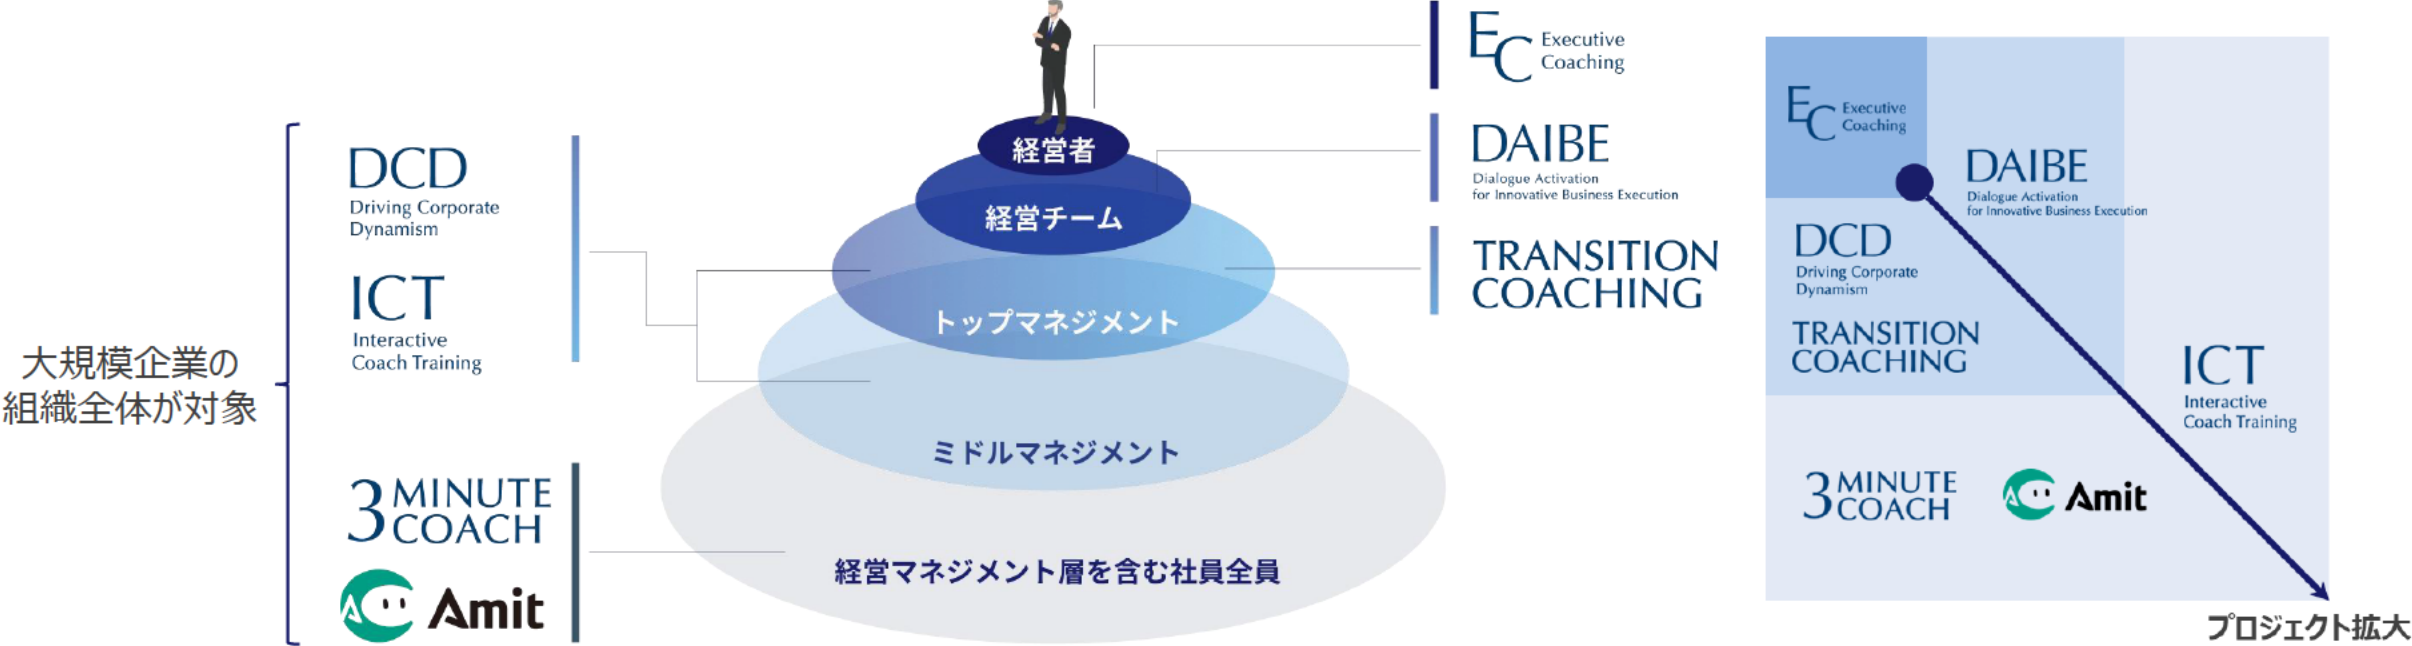 大規模企業の
組織全体が対象
DCD
Driving Corporate
Dynamism
ICT
Interactive
Coach Training
3 MINUTE
COACH
Amit
経営者
経営チーム
トップマネジメント
ミドルマネジメント
経営マネジメント層を含む社員全員
EC Executive
Coaching
DAIBE
Dialogue Activation
for Innovative Business Execution
TRANSITION
COACHING
EC Executive
Coaching
DAIBE
Dialogue Activation
for Innovative Business Execution
DCD
Driving Corporate
Dynamism
TRANSITION
COACHING
ICT
Interactive
Coach Training
3 MINUTE
COACH
Amit
プロジェクト拡大